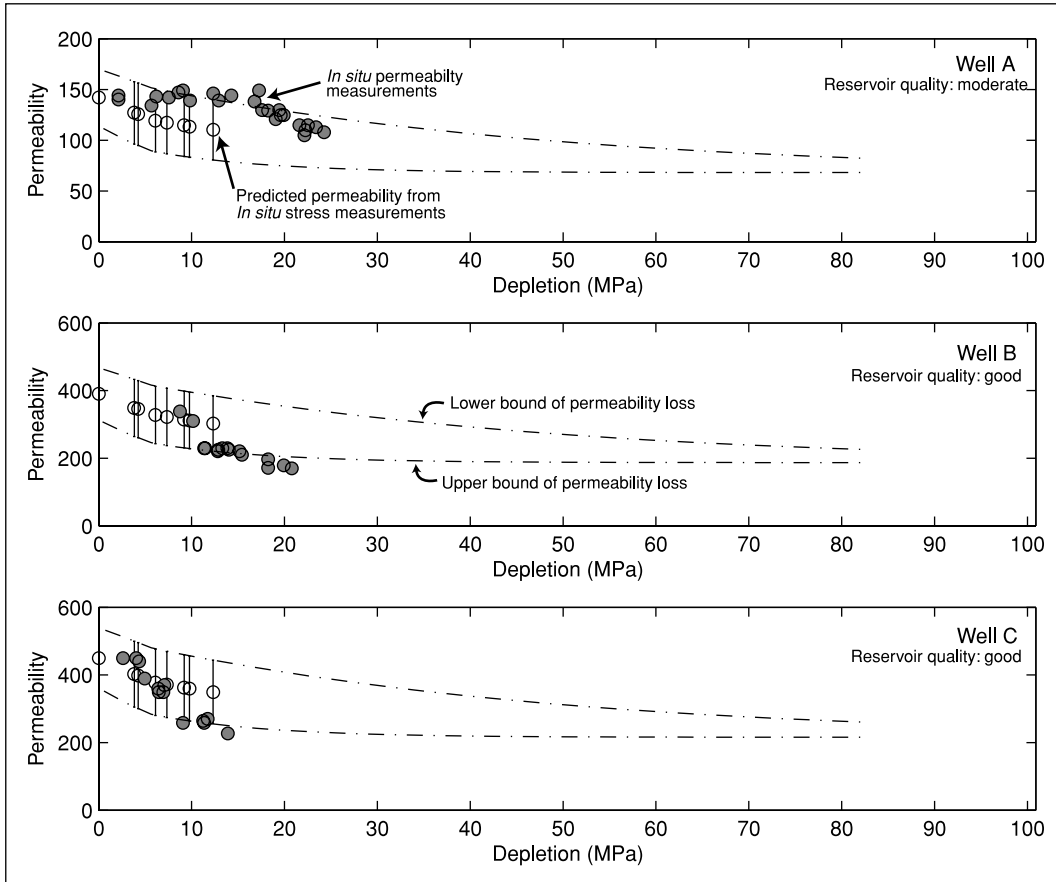 200
150
100
50
0
Permeability
Well A
Reservoir quality: moderate
In situ permeabilty
measurements
Predicted permeability from
In situ stress measurements
0 10 20 30 40 50 60 70 80 90 100
Depletion (MPa)
600
400
200
0
Permeability
Well B
Reservoir quality: good
Lower bound of permeability loss
Upper bound of permeability loss
0 10 20 30 40 50 60 70 80 90 100
Depletion (MPa)
600
400
200
0
Permeability
Well C
Reservoir quality: good
0 10 20 30 40 50 60 70 80 90 100
Depletion (MPa)